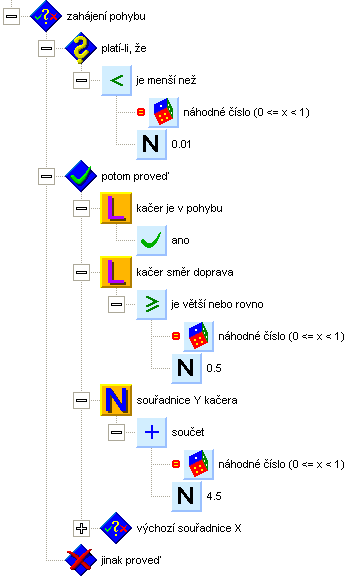 zahájení pohybu
platí-li, že
je menší než
náhodné číslo (0 <= x < 1)
N 0.01
potom proveď
L kačer je v pohybu
ano
L kačer směr doprava
je větší nebo rovno
náhodné číslo (0 <= x < 1)
N 0.5
N souřadnice Y kačera
součet
náhodné číslo (0 <= x < 1)
N 4.5
výchozí souřadnice X
jinak proveď